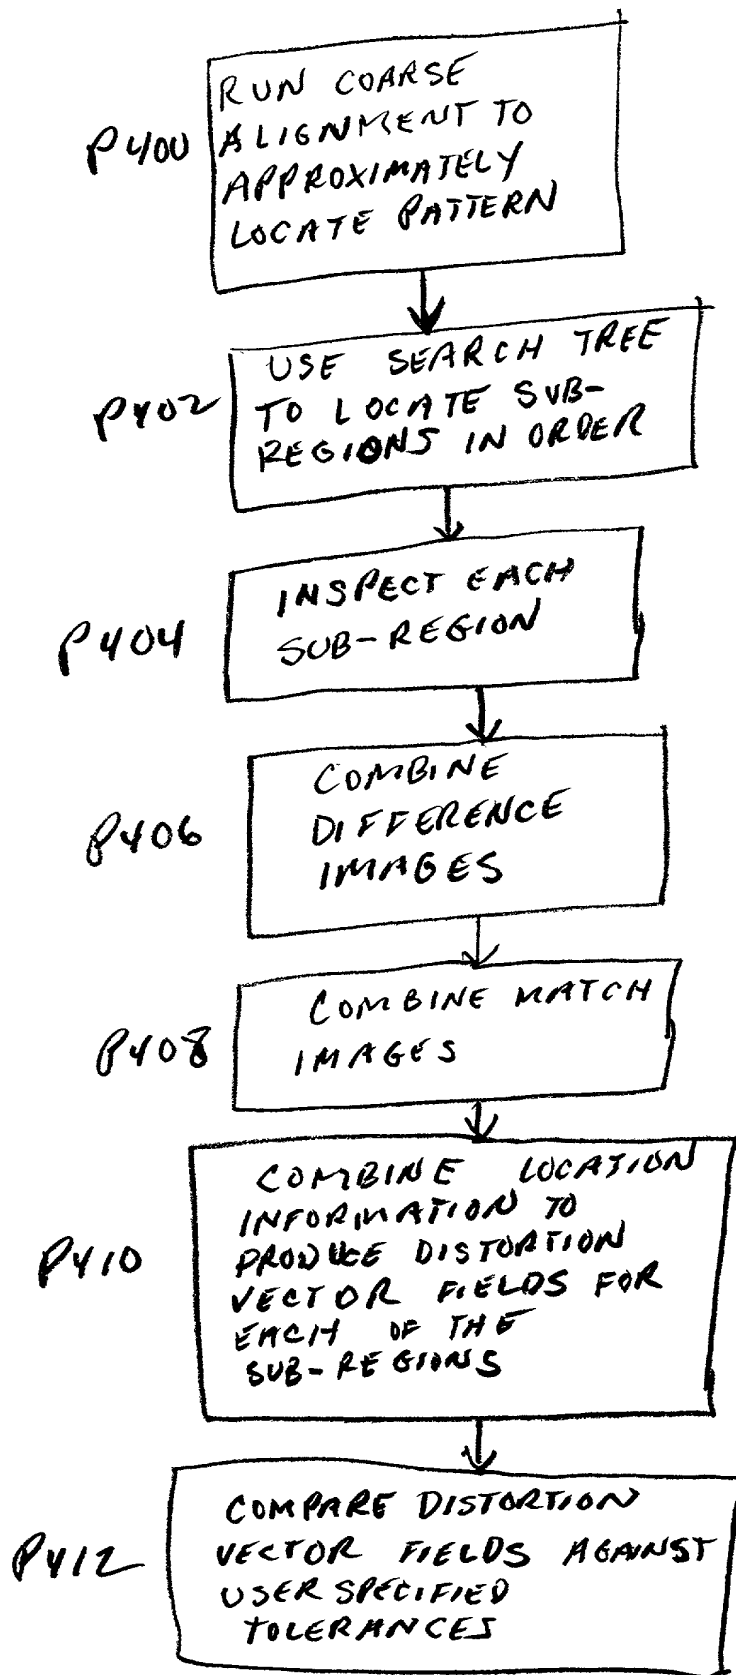 RUN COARSE
P400 ALIGNMENT TO
APPROXIMATELY
LOCATE PATTERN
USE SEARCH TREE
P402 TO LOCATE SUB-
REGIONS IN ORDER
INSPECT EACH
P404 SUB-REGION
COMBINE
P406 DIFFERENCE
IMAGES
COMBINE MATCH
P408 IMAGES
COMBINE LOCATION
INFORMATION TO
P410 PRODUCE DISTORTION
VECTOR FIELDS FOR
EACH OF THE
SUB-REGIONS
COMPARE DISTORTION
P412 VECTOR FIELDS AGAINST
USER SPECIFIED
TOLERANCES